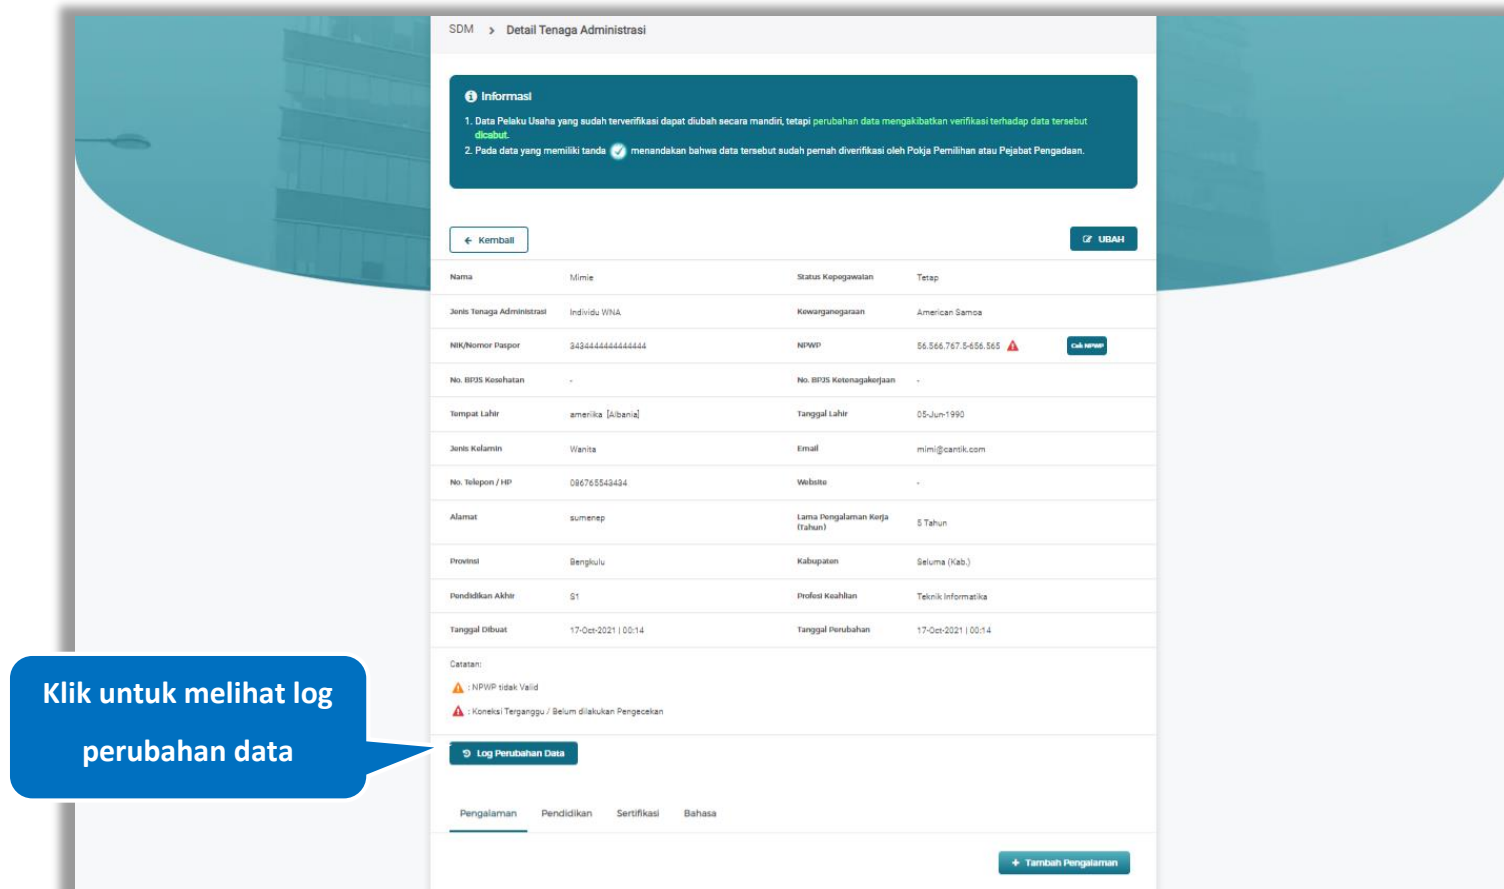 SDM > Detail Tenaga Administrasi
Informasi
1. Data Pelaku Usaha yang sudah terverifikasi dapat diubah secara mandiri, tetapi perubahan data mengakibatkan verifikasi terhadap data tersebut
dicabut.
2. Pada data yang memiliki tanda menandakan bahwa data tersebut sudah pernah diverifikasi oleh Pokja Pemilihan atau Pejabat Pengadaan.
Kembali
UBAH
Nama Mimie Status Kepegawaian Tetap
Jenis Tenaga Administrasi Individu WNA Kewarganegaraan American Samoa
NIK/Nomor Paspor 3434444444444444 NPWP 56.566.767.5-656.565 Cek NPWP
No. BPJS Kesehatan - No. BPJS Ketenagakerjaan -
Tempat Lahir ameriika [Albania] Tanggal Lahir 05-Jun-1990
Jenis Kelamin Wanita Email mimi@cantik.com
No. Telepon / HP 086765543434 Website -
Alamat sumenep Lama Pengalaman Kerja
(Tahun) 5 Tahun
Provinsi Bengkulu Kabupaten Seluma (Kab.)
Pendidikan Akhir S1 Profesi Keahlian Teknik Informatika
Tanggal Dibuat 17-Oct-2021 | 00:14 Tanggal Perubahan 17-Oct-2021 | 00:14
Catatan:
: NPWP tidak Valid
: Koneksi Terganggu / Belum dilakukan Pengecekan
Klik untuk melihat log
perubahan data
Log Perubahan Data
Pengalaman Pendidikan Sertifikasi Bahasa
+ Tambah Pengalaman